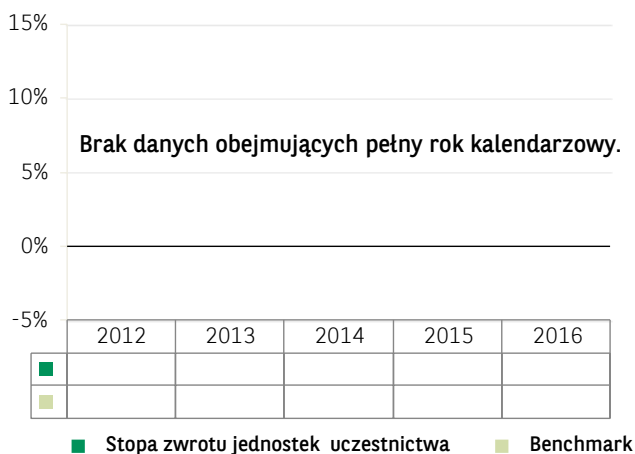 15%
10%
Brak danych obejmujących pełny rok kalendarzowy.
5%
0%
-5%
2012 2013 2014 2015 2016
Stopa zwrotu jednostek uczestnictwa Benchmark